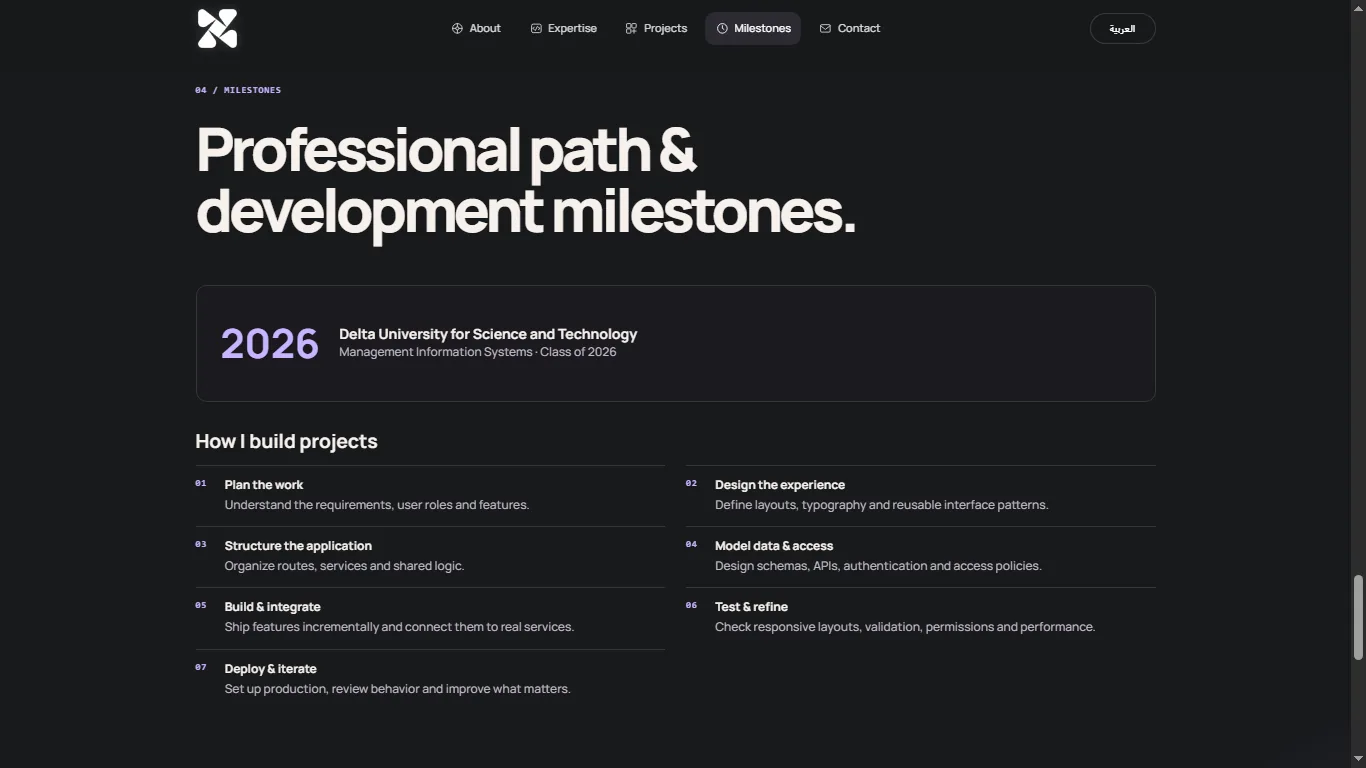 About
Expertise
Projects
Milestones
Contact
العربية
04 / MILESTONES
Professional path &
development milestones.
2026
Delta University for Science and Technology
Management Information Systems · Class of 2026
How I build projects
01
Plan the work
Understand the requirements, user roles and features.
02
Design the experience
Define layouts, typography and reusable interface patterns.
03
Structure the application
Organize routes, services and shared logic.
04
Model data & access
Design schemas, APIs, authentication and access policies.
05
Build & integrate
Ship features incrementally and connect them to real services.
06
Test & refine
Check responsive layouts, validation, permissions and performance.
07
Deploy & iterate
Set up production, review behavior and improve what matters.